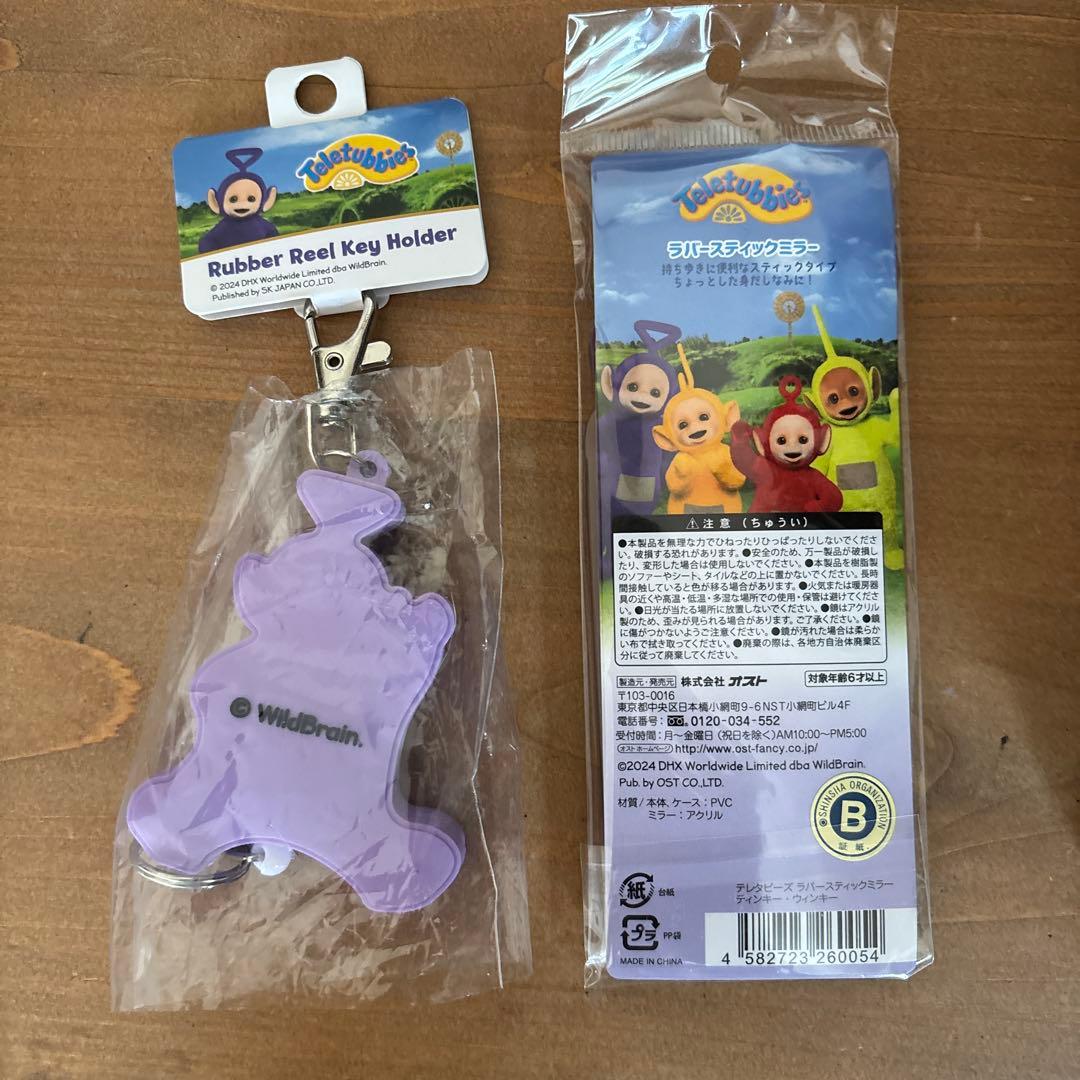 Teletubbies
Rubber Reel Key Holder
© 2024 DHX Worldwide Limited dba WildBrain.
Published by SK JAPAN CO.,LTD.
© WildBrain.
Teletubbies
ラバースティックミラー
持ち歩きに便利なスティックタイプ
ちょっとした身だしなみに!
⚠注意(ちゅうい)
●本製品を無理な力でひねったりひっぱったりしないでくださ
い。破損する恐れがあります。●安全のため、万一製品が破損し
たり、変形した場合は使用しないでください。●本製品を樹脂製
のソファーやシート、タイルなどの上に置かないでください。長時
間接触していると色が移る場合があります。●火気または暖房器
具の近くや高温・低温・多湿な場所での使用・保管は避けてくださ
い。●日光が当たる場所に放置しないでください。●鏡はアクリル
製のため、歪みが見られる場合があります。ご了承ください。●鏡
に傷がつかないようご注意ください。●鏡が汚れた場合は柔らか
い布で拭き取ってください。●廃棄の際は、各地方自治体廃棄区
分に従って廃棄してください。
製造元・発売元 株式会社 オスト 対象年齢6才以上
〒103-0016
東京都中央区日本橋小網町9-6 NST小網町ビル4F
電話番号:0120-034-552
受付時間:月~金曜日(祝日を除く)AM10:00~PM5:00
オスト ホームページ http://www.ost-fancy.co.jp/
©2024 DHX Worldwide Limited dba WildBrain.
Pub. by OST CO.,LTD.
材質/本体、ケース:PVC
ミラー:アクリル
SHINSHA ORGANIZATION
B
証紙
紙 台紙
プラ PP袋
MADE IN CHINA
テレタビーズ ラバースティックミラー
ティンキー・ウィンキー
4 582723 260054